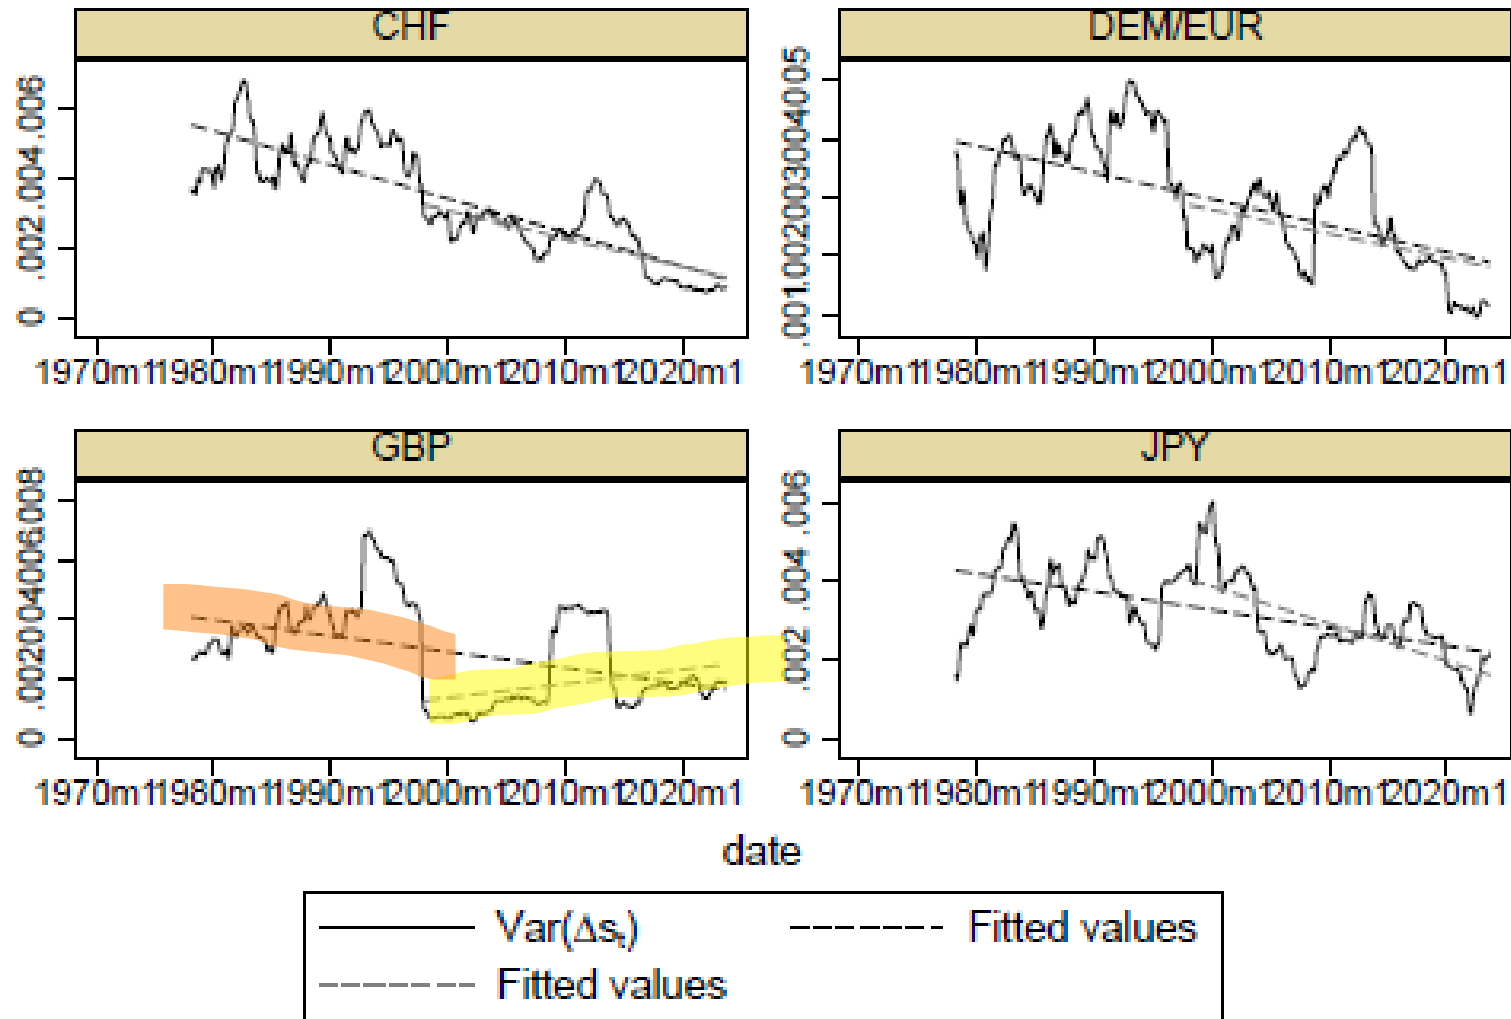 CHF
DEM/EUR
0 .002 .004 .006
.001 .002 .003 .004 .005
1970m1 1980m1 1990m1 2000m1 2010m1 2020m1
1970m1 1980m1 1990m1 2000m1 2010m1 2020m1
GBP
JPY
0 .002 .004 .006 .008
0 .002 .004 .006
1970m1 1980m1 1990m1 2000m1 2010m1 2020m1
1970m1 1980m1 1990m1 2000m1 2010m1 2020m1
date
Var(Δsₜ) Fitted values
Fitted values